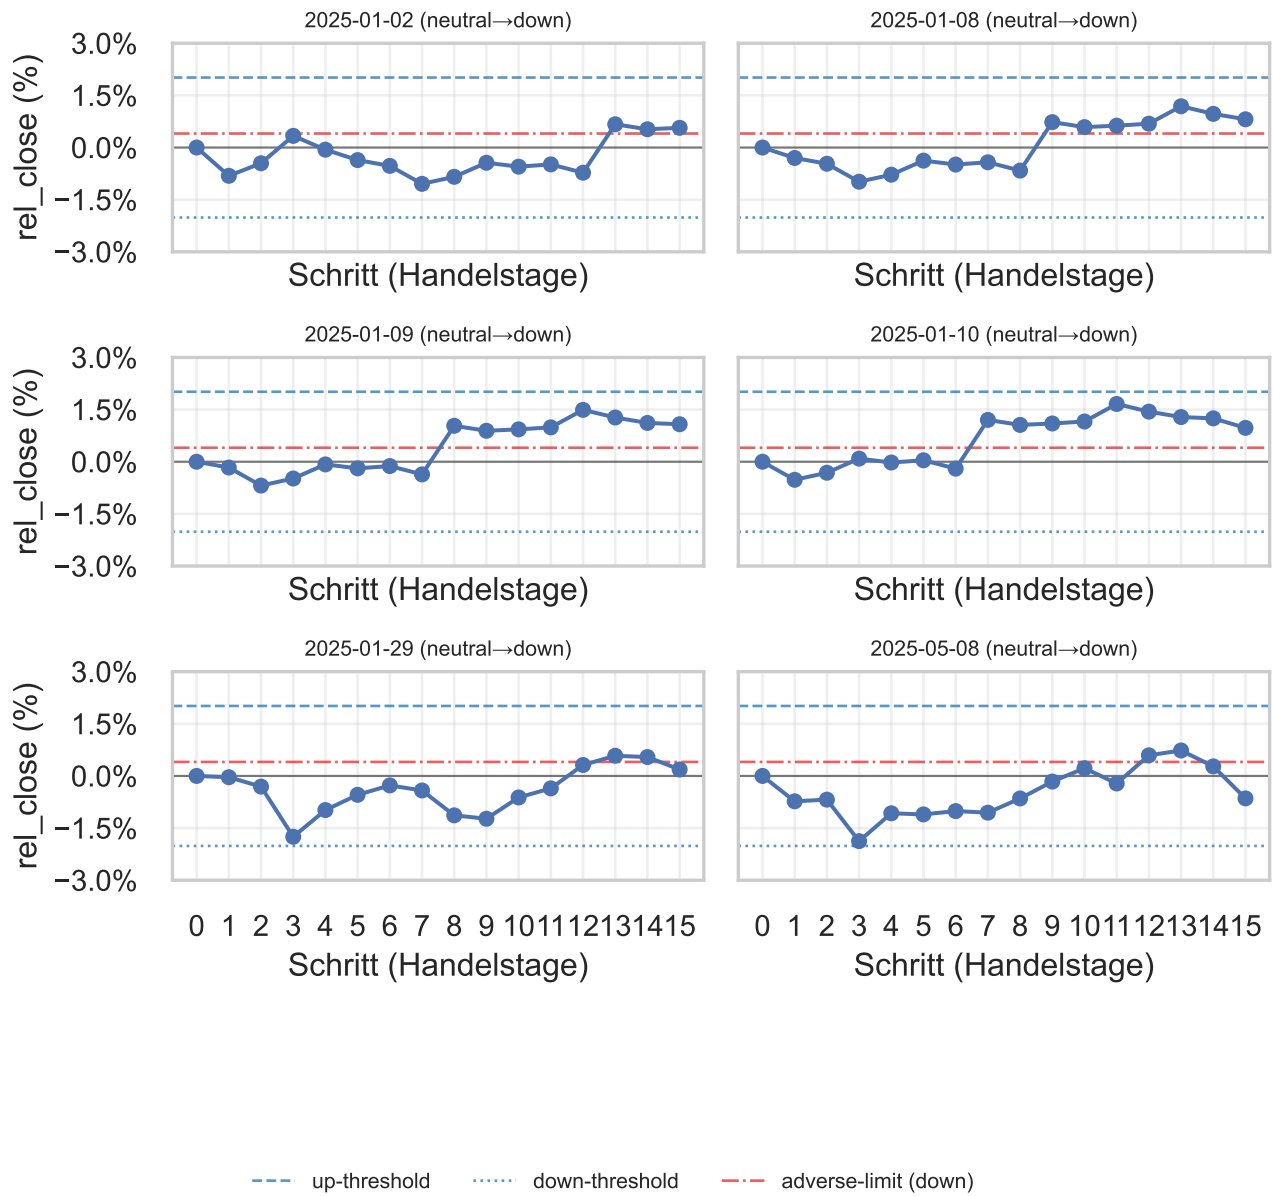 2025-01-02 (neutral→down)
2025-01-08 (neutral→down)
3.0%
1.5%
0.0%
−1.5%
−3.0%
rel_close (%)
Schritt (Handelstage)
Schritt (Handelstage)
2025-01-09 (neutral→down)
2025-01-10 (neutral→down)
3.0%
1.5%
0.0%
−1.5%
−3.0%
rel_close (%)
Schritt (Handelstage)
Schritt (Handelstage)
2025-01-29 (neutral→down)
2025-05-08 (neutral→down)
3.0%
1.5%
0.0%
−1.5%
−3.0%
rel_close (%)
0 1 2 3 4 5 6 7 8 9 10 11 12 13 14 15
0 1 2 3 4 5 6 7 8 9 10 11 12 13 14 15
Schritt (Handelstage)
Schritt (Handelstage)
up-threshold
down-threshold
adverse-limit (down)